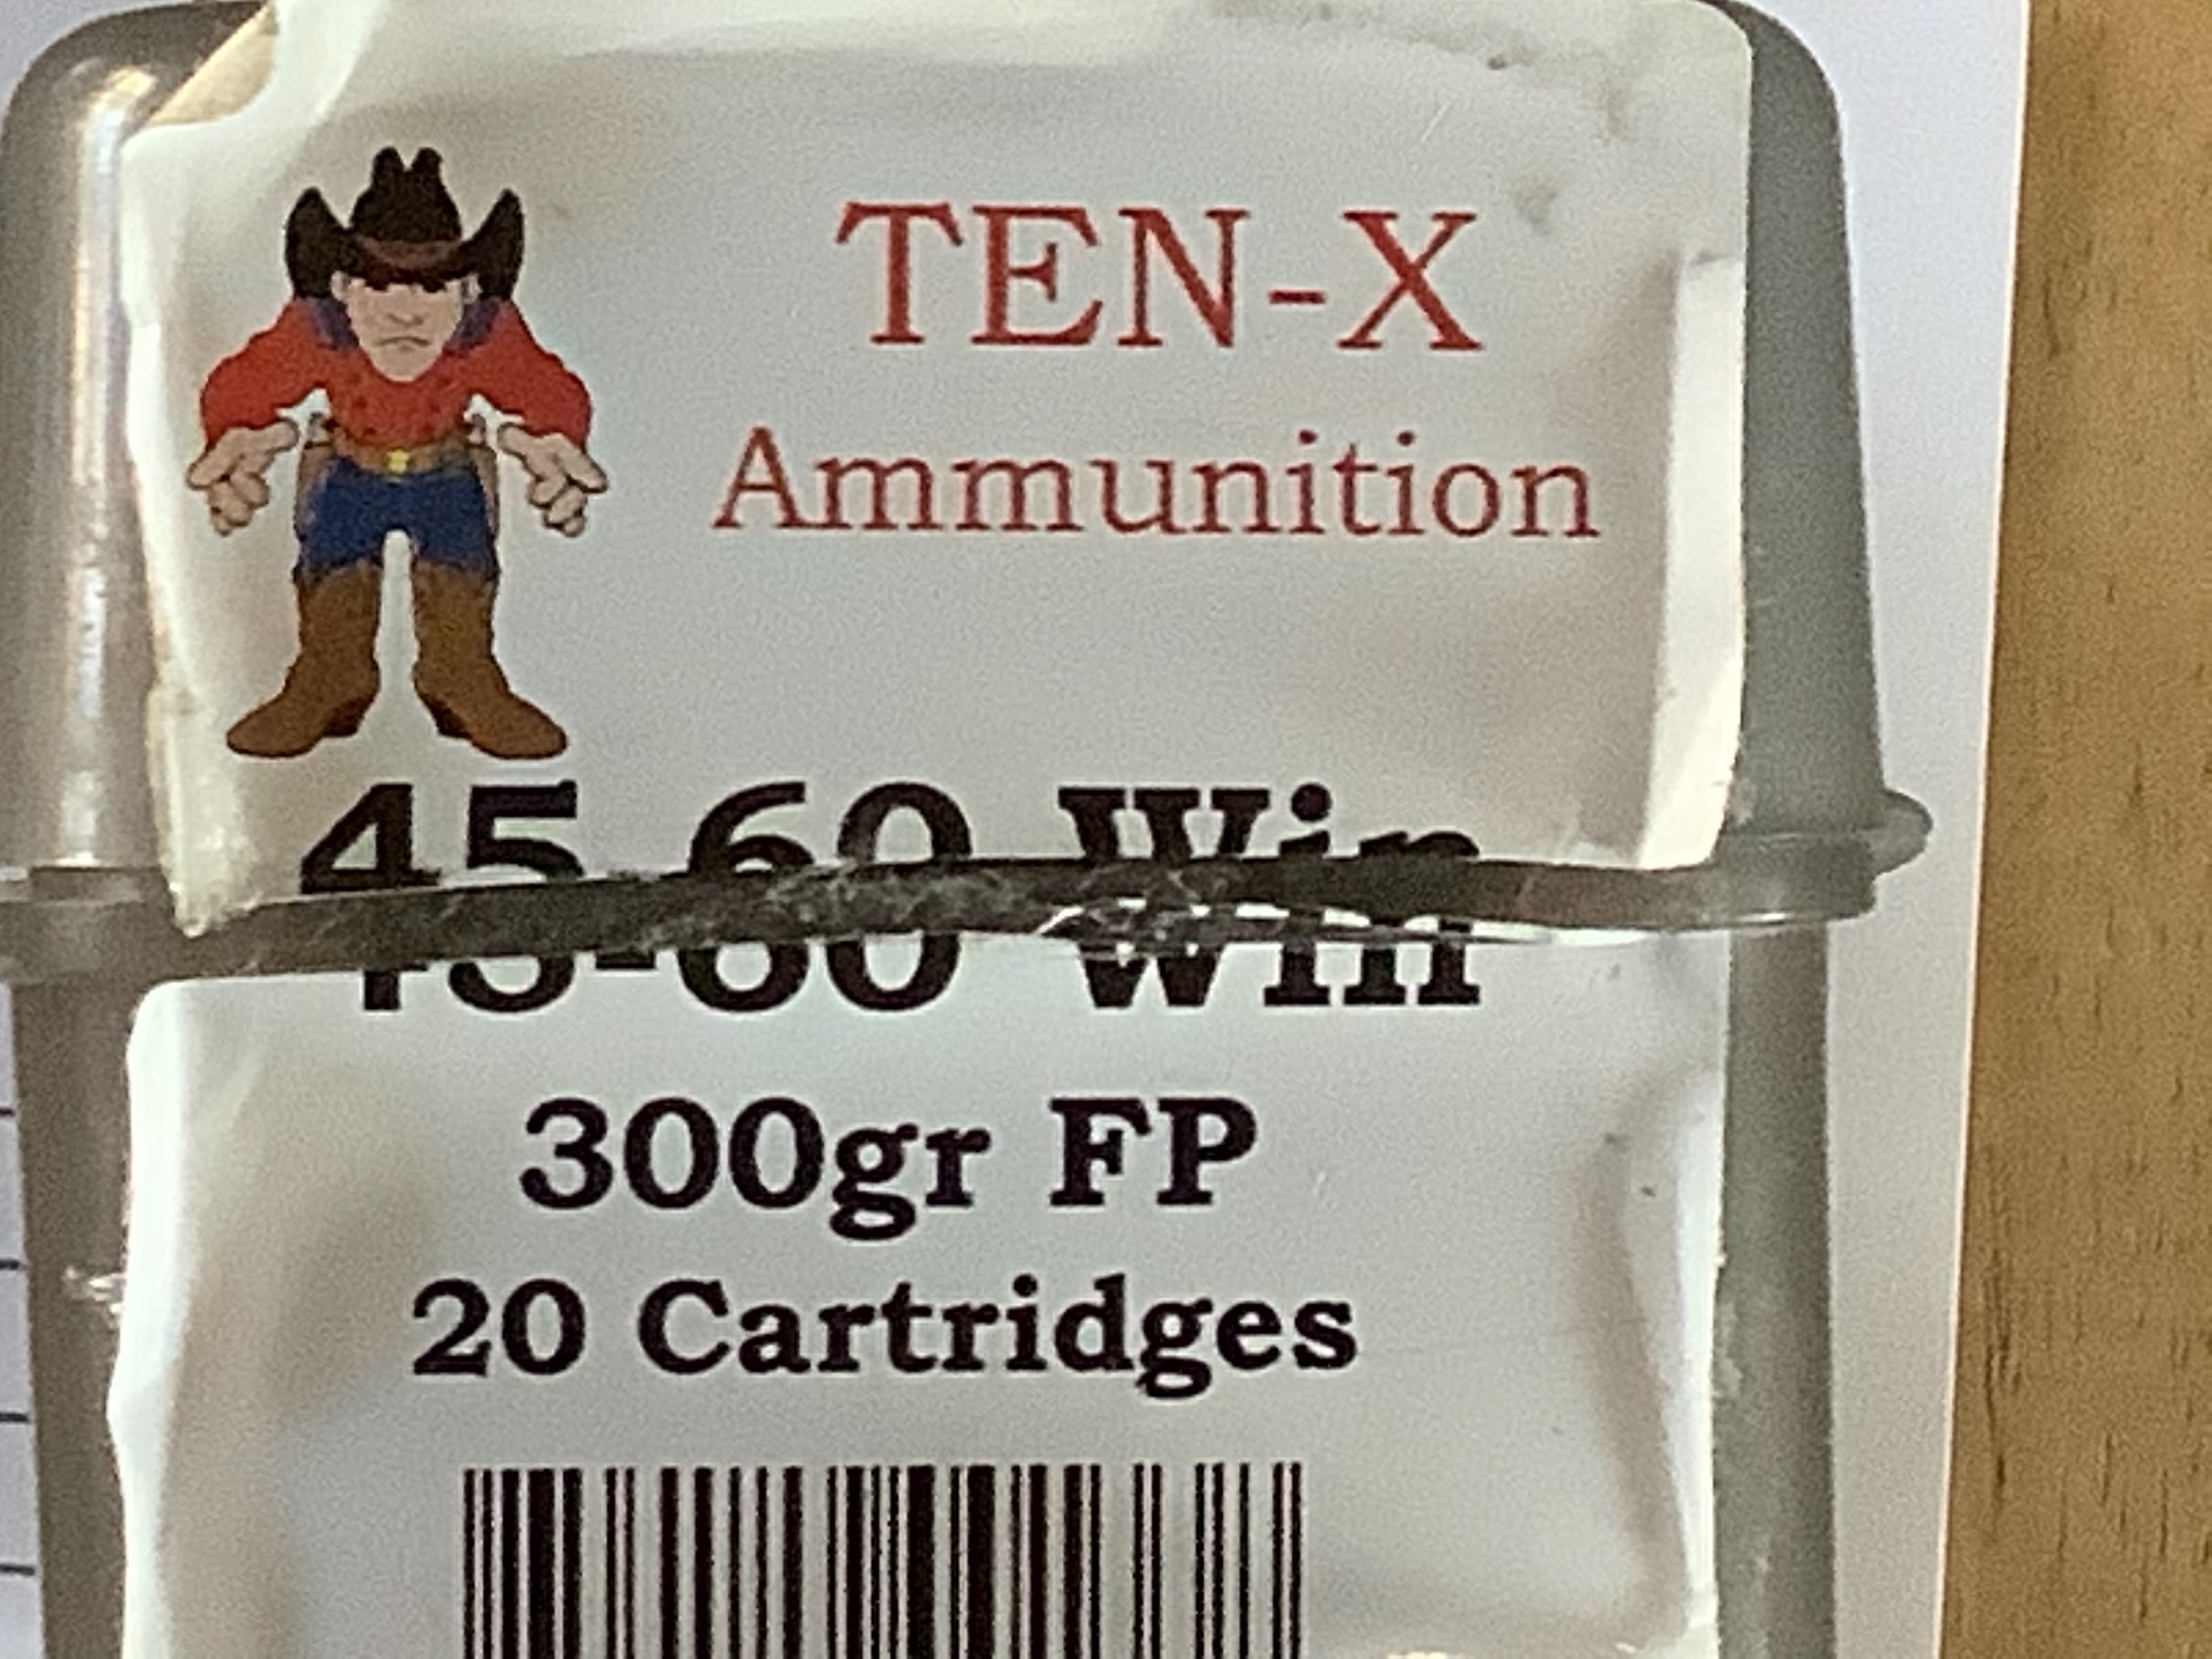 TEN-X
Ammunition
45-60 Win
300gr FP
20 Cartridges